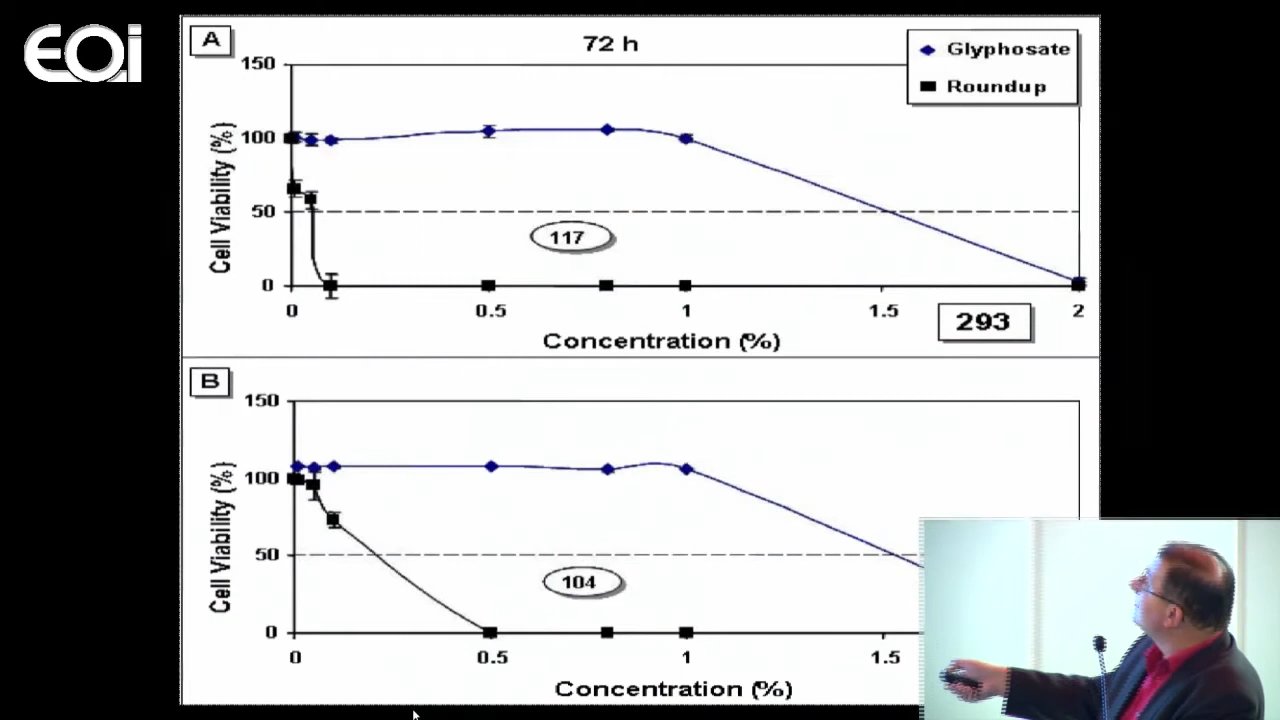 EQi
A
72 h
Glyphosate
Roundup
150
100
50
0
Cell Viability (%)
117
0
0.5
1
1.5
2
293
Concentration (%)
B
150
100
50
0
Cell Viability (%)
104
0
0.5
1
1.5
Concentration (%)